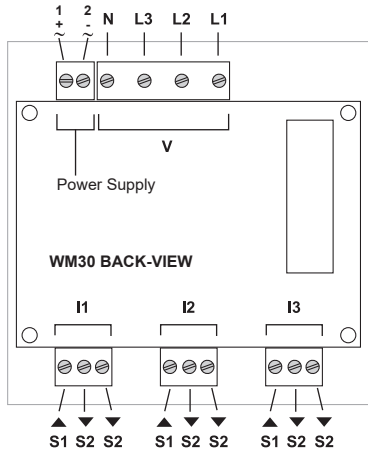 1 2
+ -
~ ~
N L3 L2 L1
V
Power Supply
WM30 BACK-VIEW
I1 I2 I3
S1 S2 S2 S1 S2 S2 S1 S2 S2